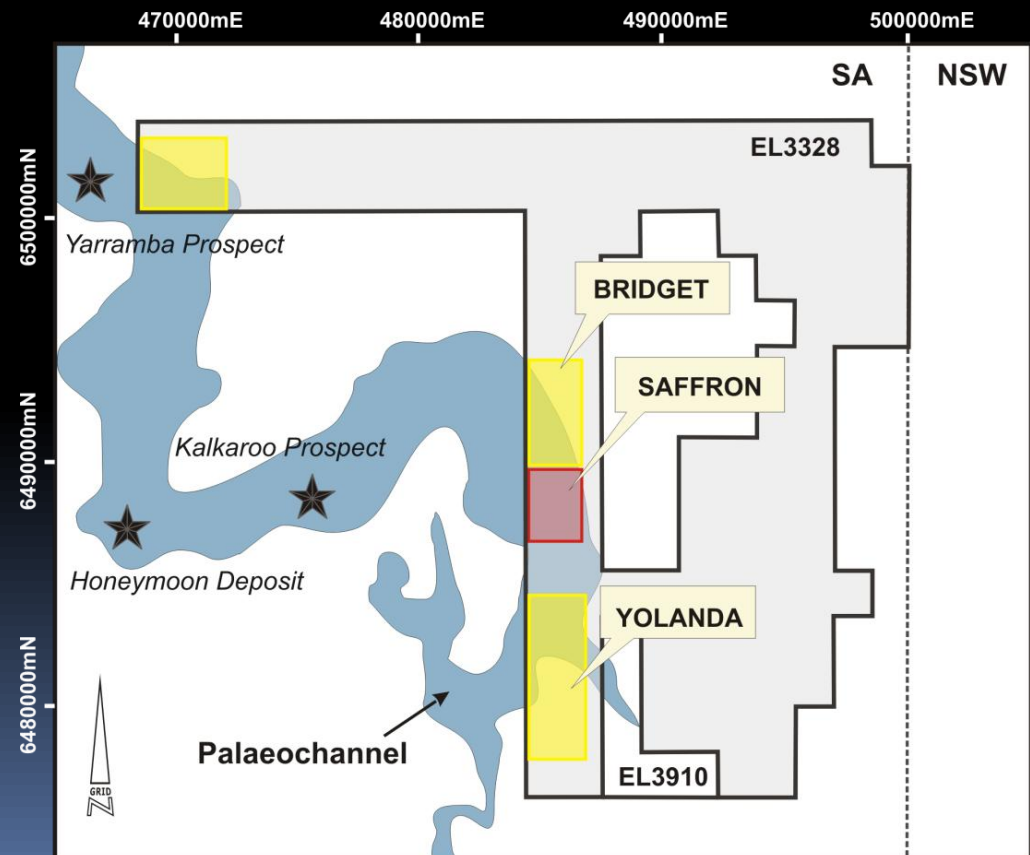 470000mE
480000mE
490000mE
500000mE
SA
NSW
EL3328
6500000mN
Yarramba Prospect
BRIDGET
SAFFRON
Kalkaroo Prospect
6490000mN
Honeymoon Deposit
YOLANDA
6480000mN
Palaeochannel
EL3910
GRID
N